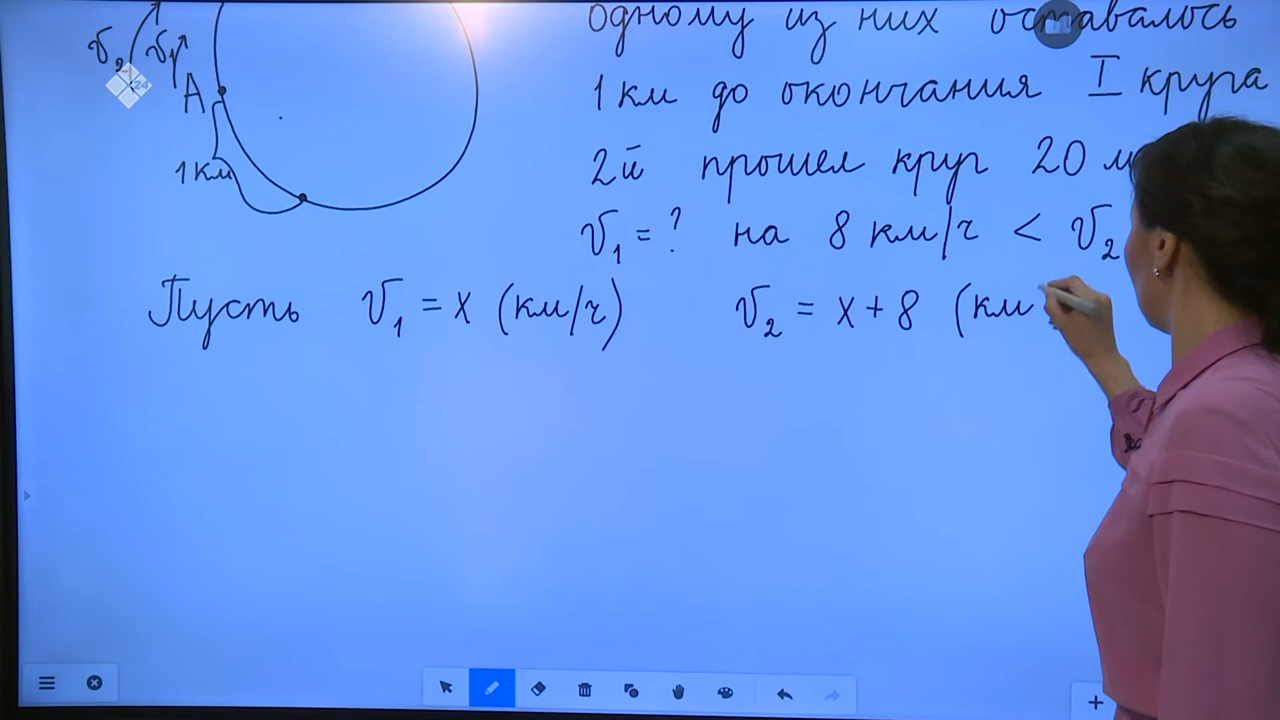 одному из них оставалось
1 км до окончания I круга
2й прошел круг 20
v₁ = ? на 8 км/ч < v₂
Пусть v₁ = x (км/ч) v₂ = x + 8 (км
v₂ v₁
24
A
1 км